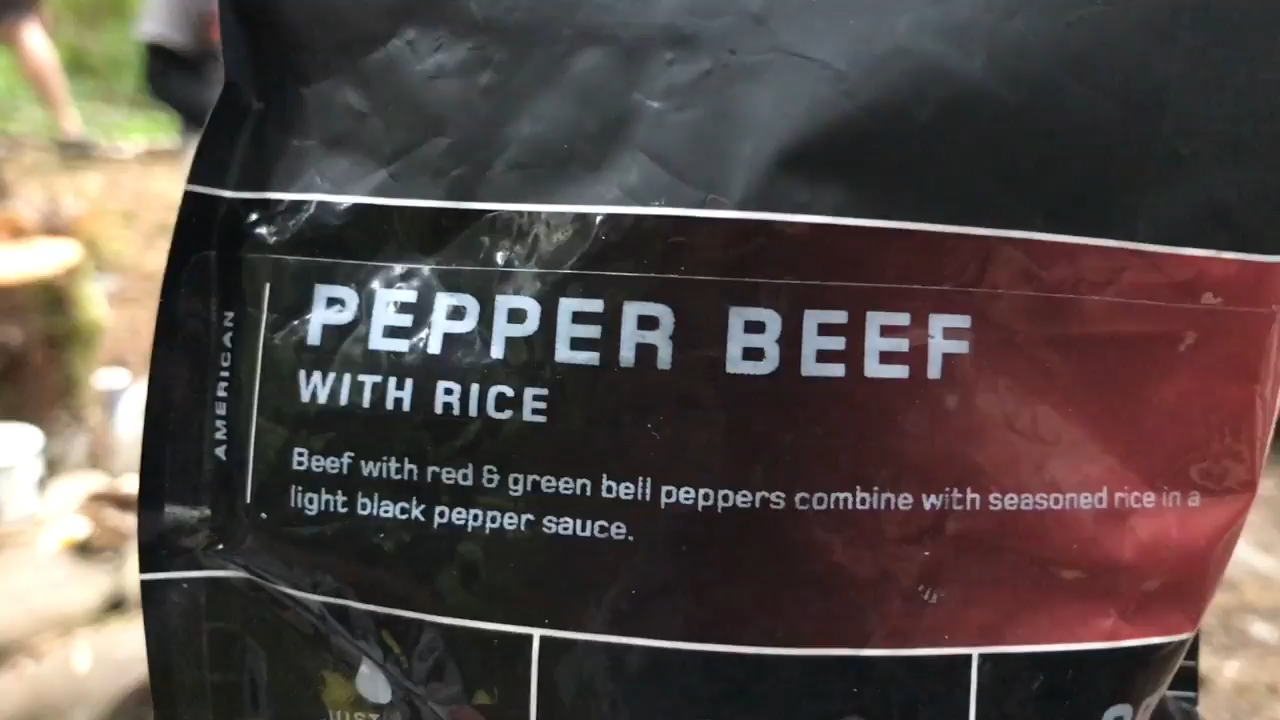 AMERICAN
PEPPER BEEF
WITH RICE
Beef with red & green bell peppers combine with seasoned rice in a
light black pepper sauce.